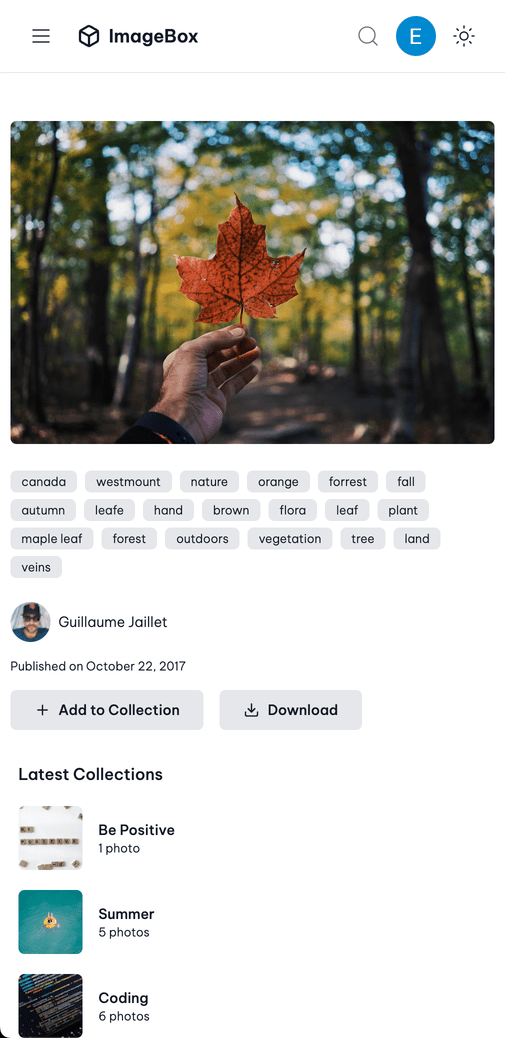 ImageBox
E
canada westmount nature orange forrest fall
autumn leafe hand brown flora leaf plant
maple leaf forest outdoors vegetation tree land
veins
Guillaume Jaillet
Published on October 22, 2017
Add to Collection Download
Latest Collections
Be Positive
1 photo
Summer
5 photos
Coding
6 photos